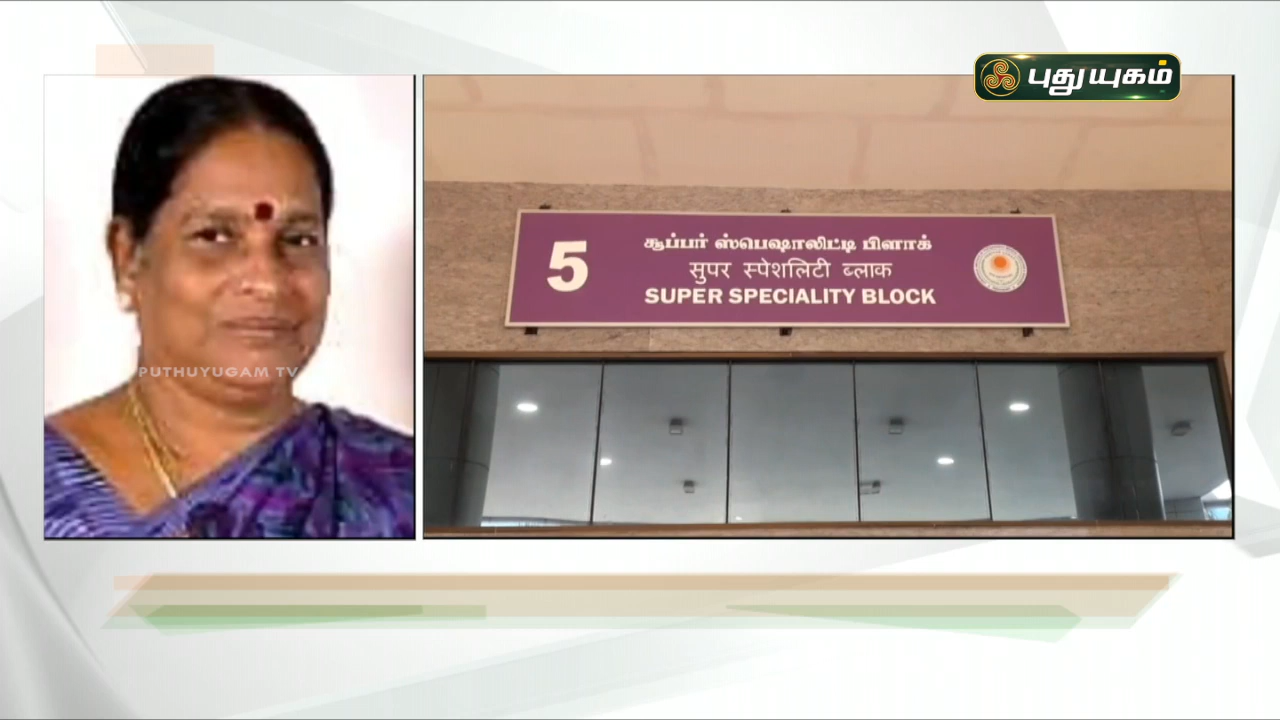 புதுயுகம்
PUTHUYUGAM TV
5
சூப்பர் ஸ்பெஷாலிட்டி பிளாக்
सुपर स्पेशलिटी ब्लाक
SUPER SPECIALITY BLOCK